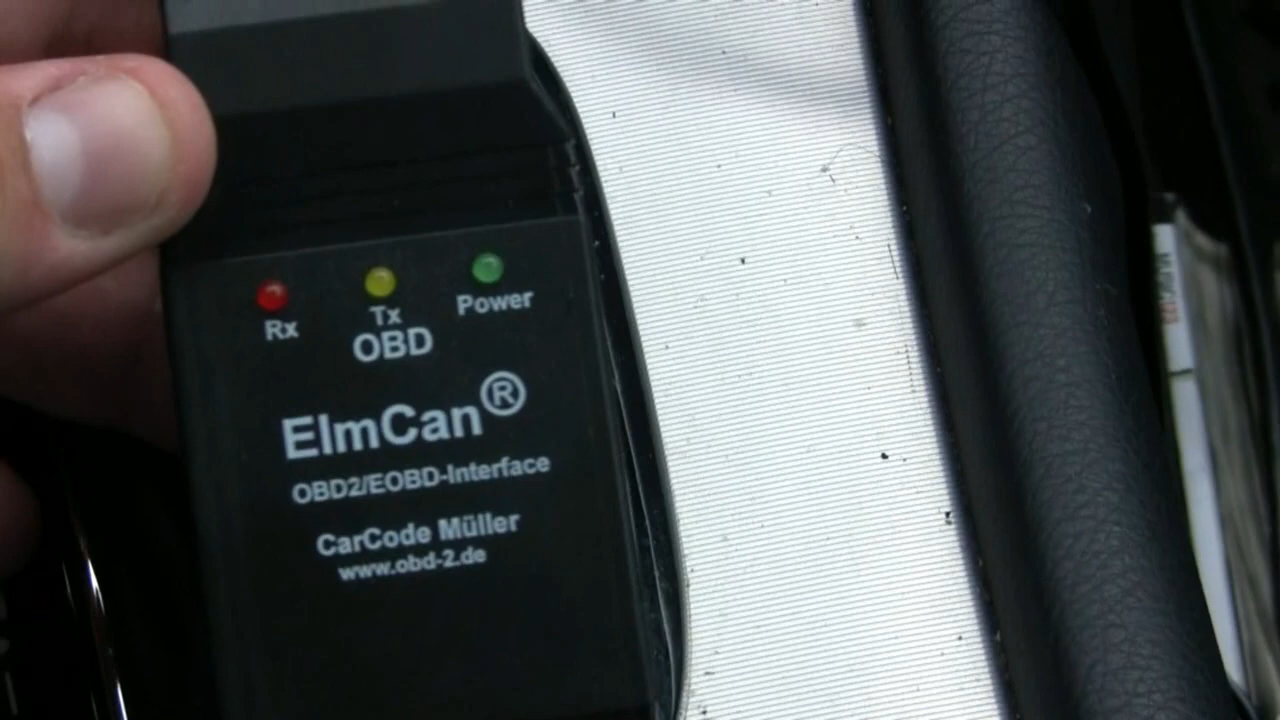 Rx Tx Power
OBD
ElmCan®
OBD2/EOBD-Interface
CarCode Müller
www.obd-2.de